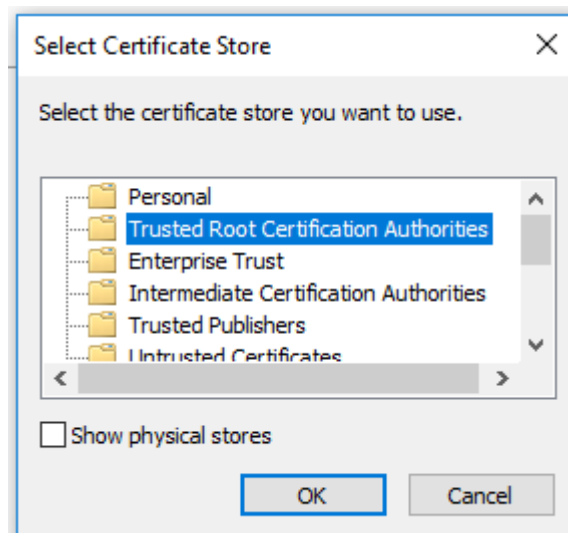 Select Certificate Store
Select the certificate store you want to use.
Personal
Trusted Root Certification Authorities
Enterprise Trust
Intermediate Certification Authorities
Trusted Publishers
Untrusted Certificates
Show physical stores
OK
Cancel